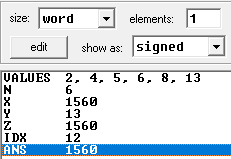 size: word elements: 1
edit show as: signed
VALUES 2, 4, 5, 6, 8, 13
N 6
X 1560
Y 13
Z 1560
IDX 12
ANS 1560